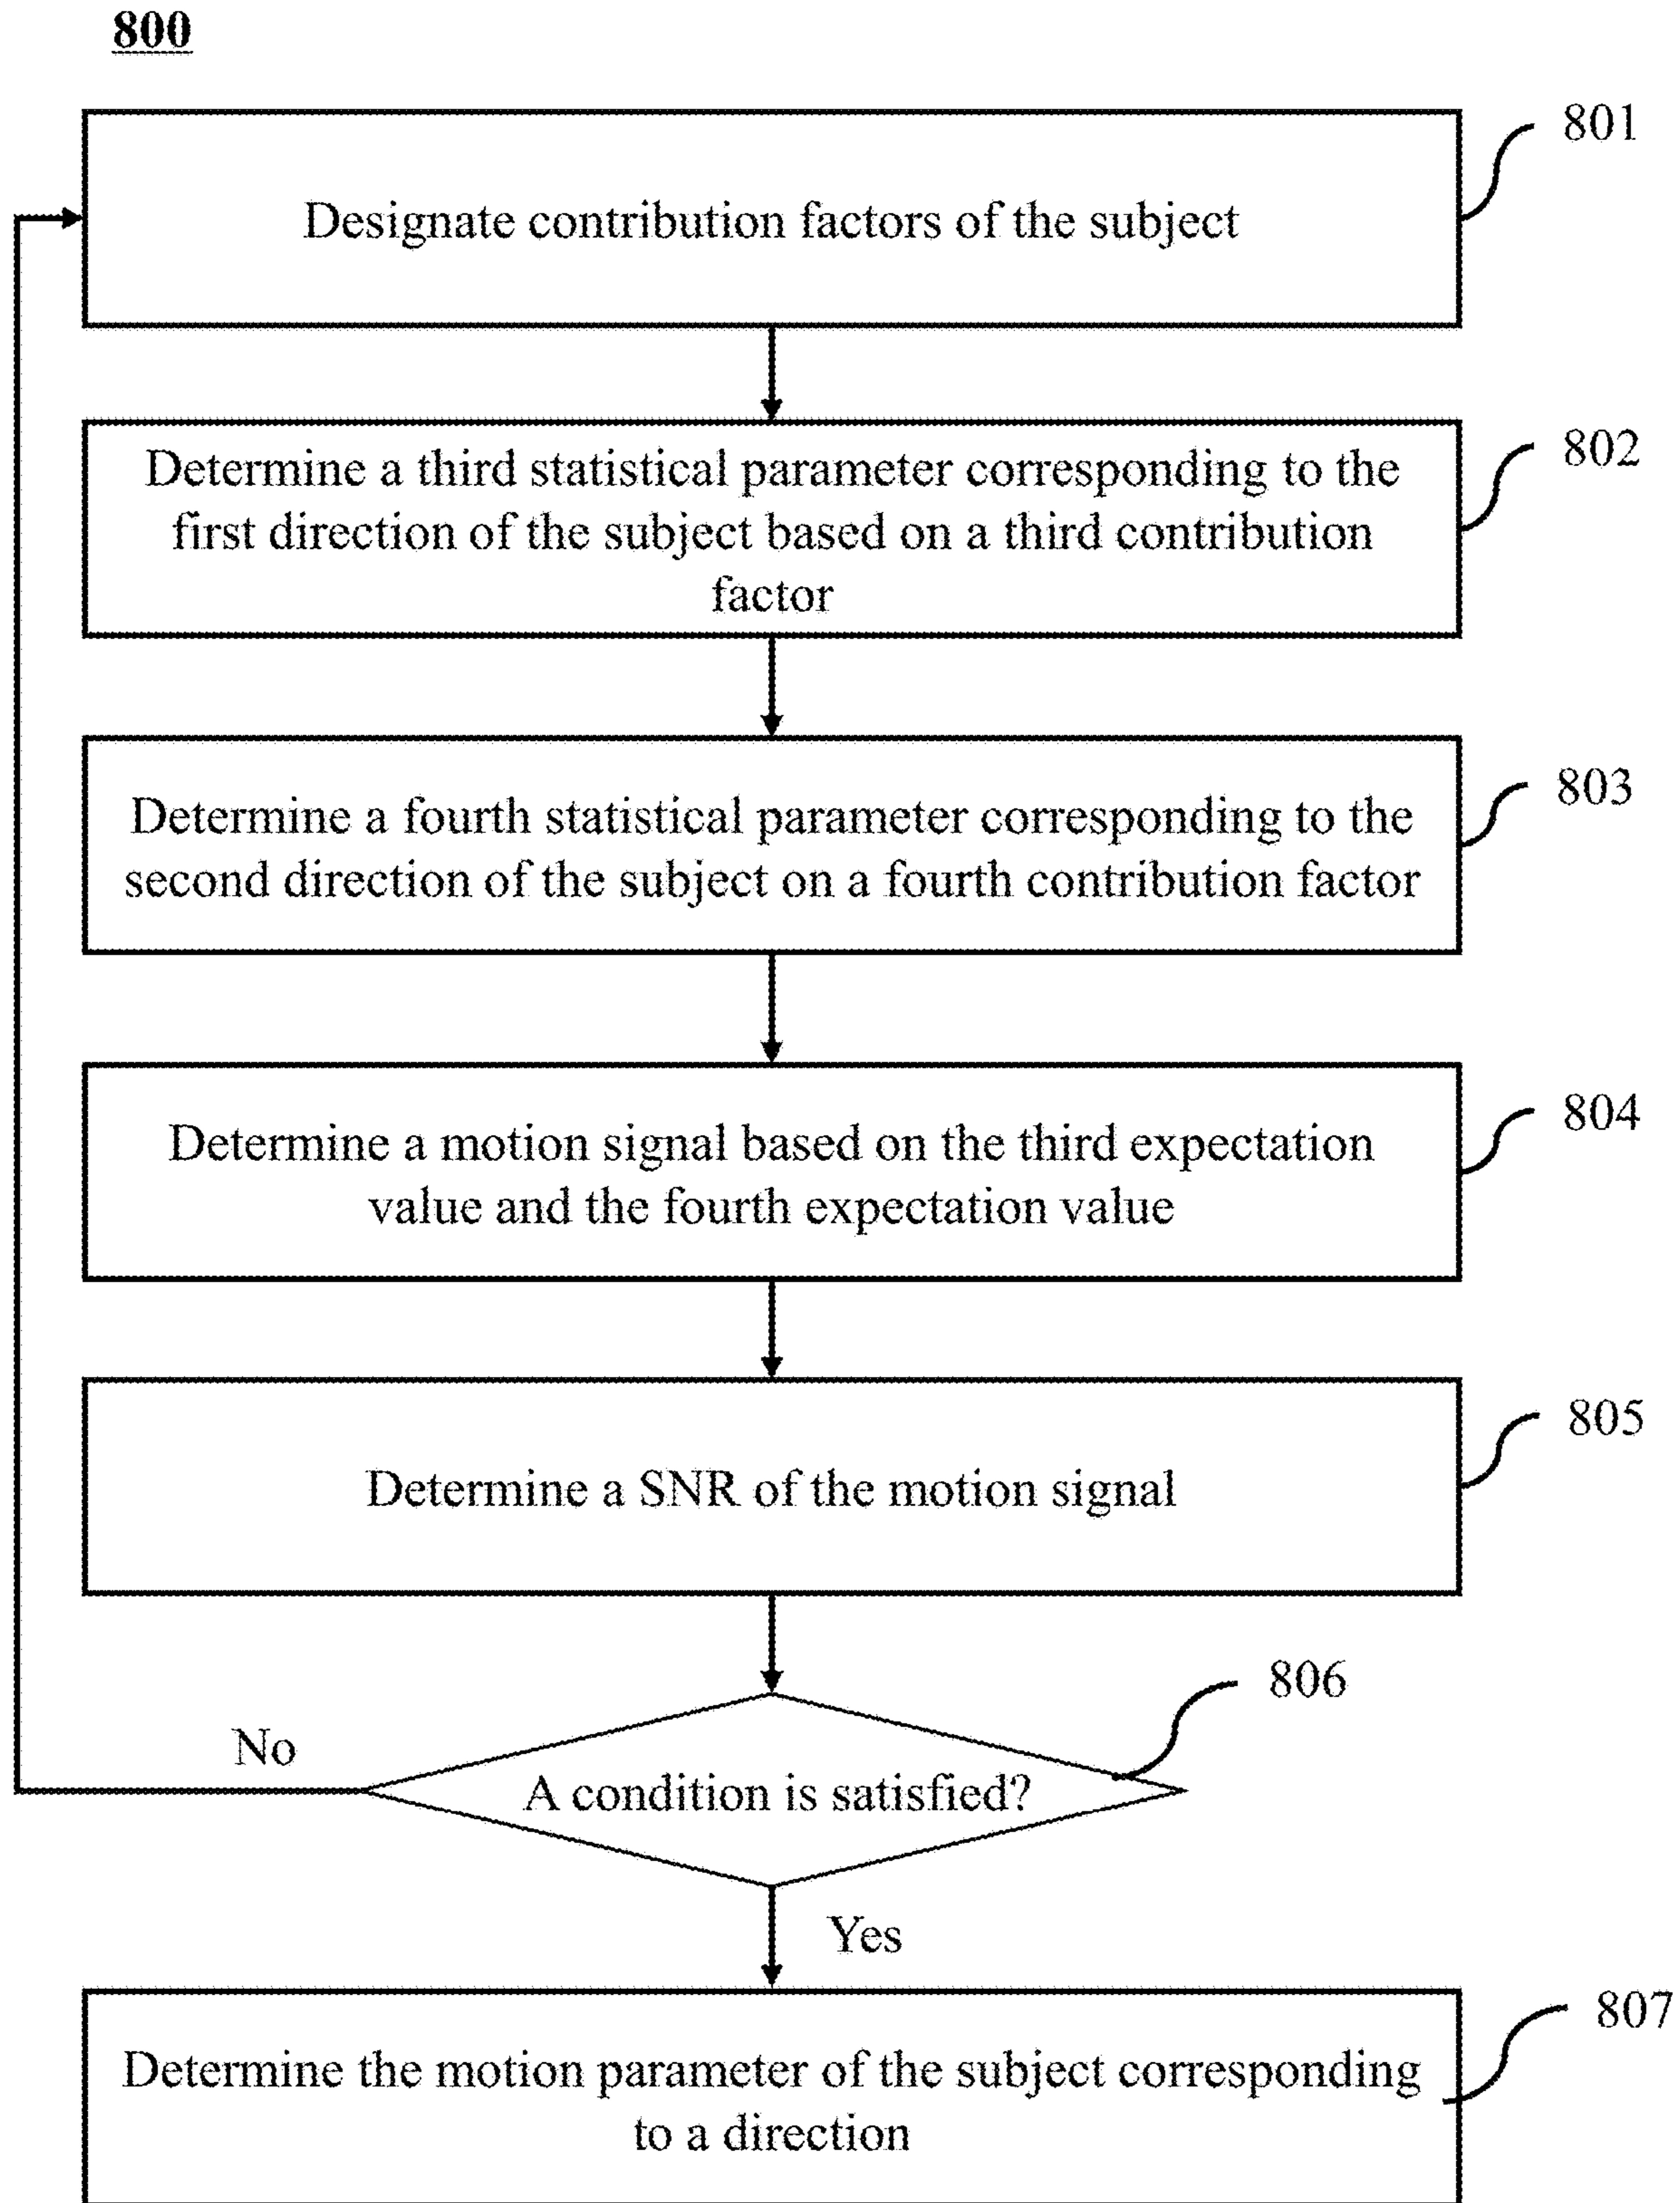 800
801
Designate contribution factors of the subject
802
Determine a third statistical parameter corresponding to the
first direction of the subject based on a third contribution
factor
803
Determine a fourth statistical parameter corresponding to the
second direction of the subject on a fourth contribution factor
804
Determine a motion signal based on the third expectation
value and the fourth expectation value
805
Determine a SNR of the motion signal
806
No
A condition is satisfied?
Yes
807
Determine the motion parameter of the subject corresponding
to a direction